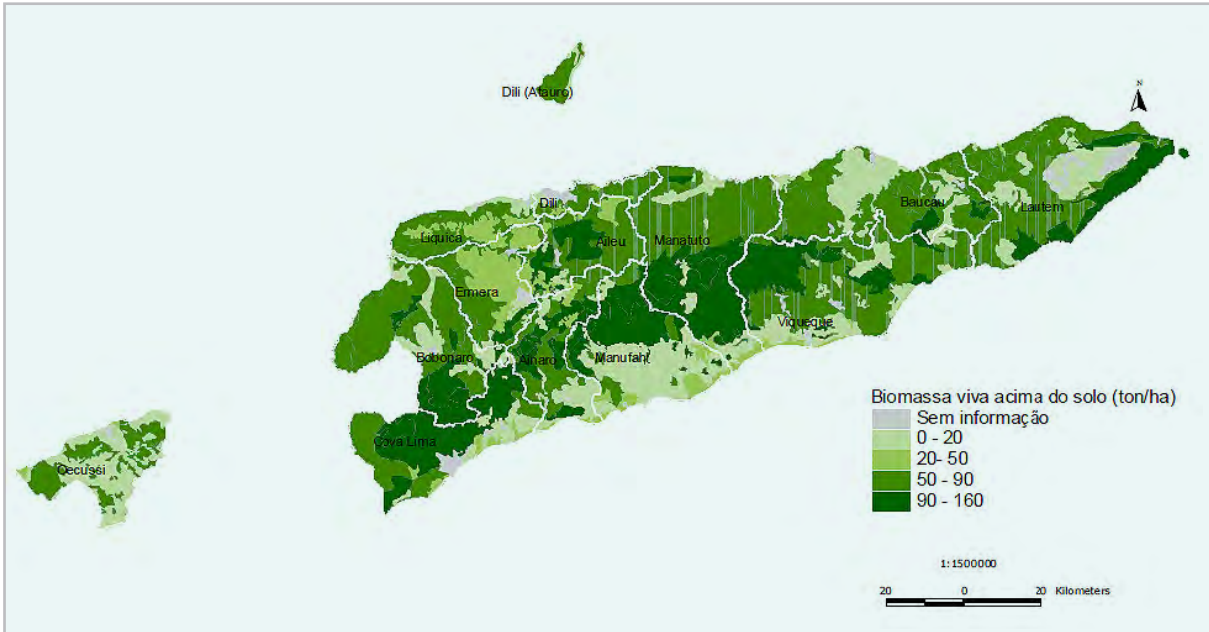 Dili (Atauro)
N
Dili
Baucau
Lautem
Liquica
Aileu
Manatuto
Ermera
Viqueque
Bobonaro
Ainaro
Manufahi
Cova Lima
Oecussi
Biomassa viva acima do solo (ton/ha)
Sem informação
0 - 20
20- 50
50 - 90
90 - 160
1:1500000
20 0 20 Kilometers